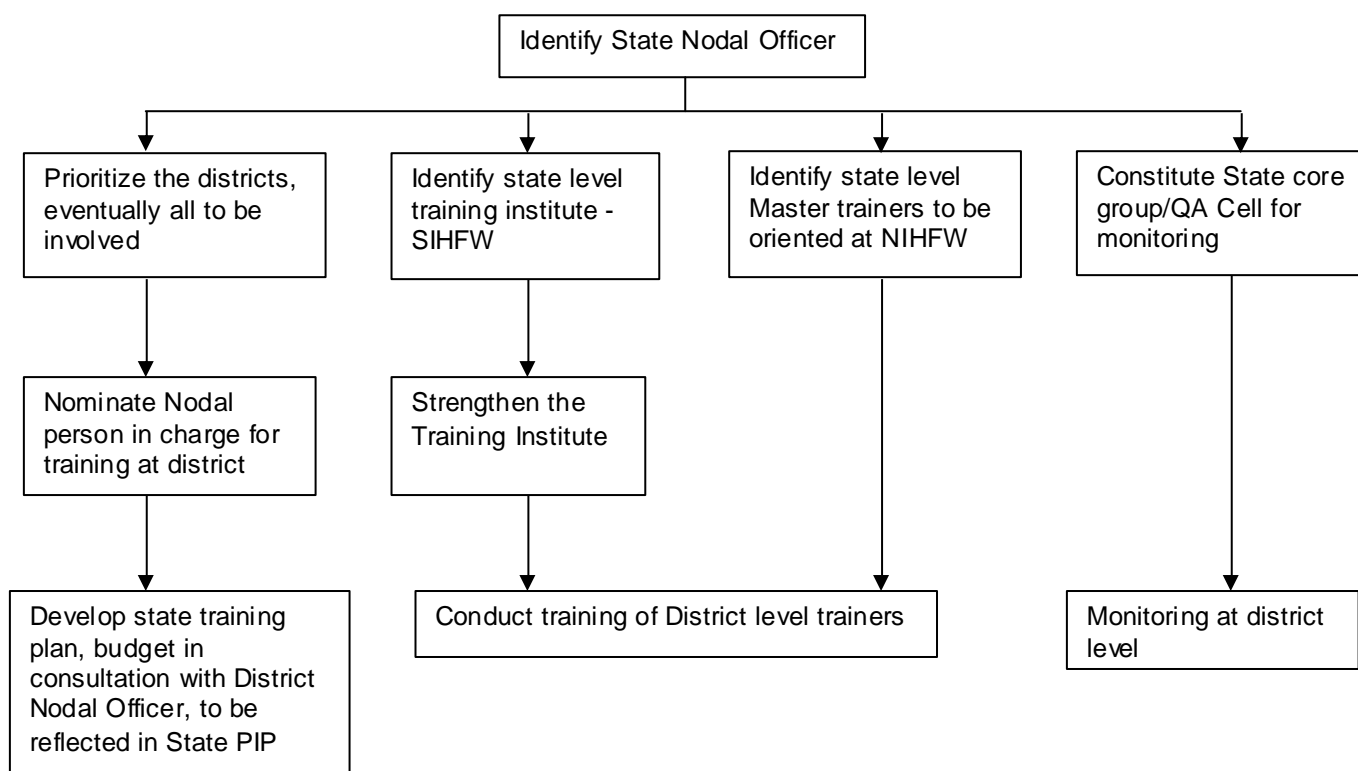 Identify State Nodal Officer
Prioritize the districts,
eventually all to be
involved
Identify state level
training institute -
SIHFW
Identify state level
Master trainers to be
oriented at NIHFW
Constitute State core
group/QA Cell for
monitoring
Nominate Nodal
person in charge for
training at district
Strengthen the
Training Institute
Develop state training
plan, budget in
consultation with District
Nodal Officer, to be
reflected in State PIP
Conduct training of District level trainers
Monitoring at district
level